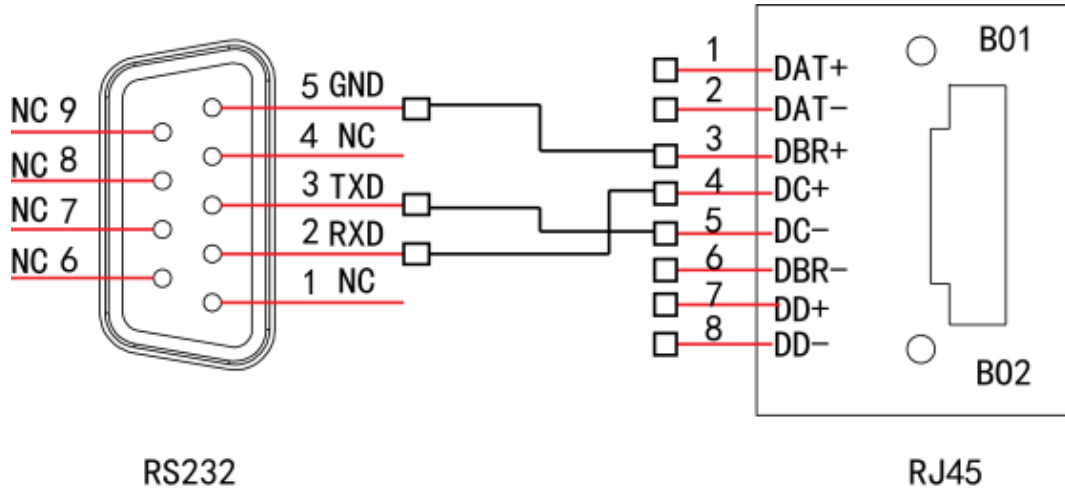 NC 9
NC 8
NC 7
NC 6
5 GND
4 NC
3 TXD
2 RXD
1 NC
1 DAT+
2 DAT-
3 DBR+
4 DC+
5 DC-
6 DBR-
7 DD+
8 DD-
B01
B02
RS232
RJ45